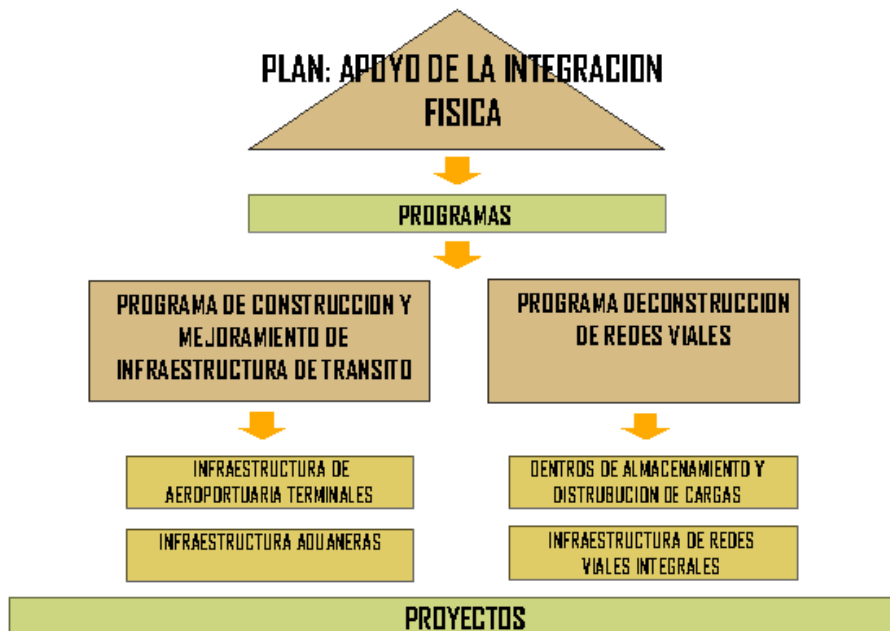 PLAN: APOYO DE LA INTEGRACION
FISICA
PROGRAMAS
PROGRAMA DE CONSTRUCCION Y
MEJORAMIENTO DE
INFRAESTRUCTURA DE TRANSITO
PROGRAMA DECONSTRUCCION
DE REDES VIALES
INFRAESTRUCTURA DE
AEROPORTUARIA TERMINALES
INFRAESTRUCTURA ADUANERAS
DENTROS DE ALMACENAMIENTO Y
DISTRUBUCION DE CARGAS
INFRAESTRUCTURA DE REDES
VIALES INTEGRALES
PROYECTOS